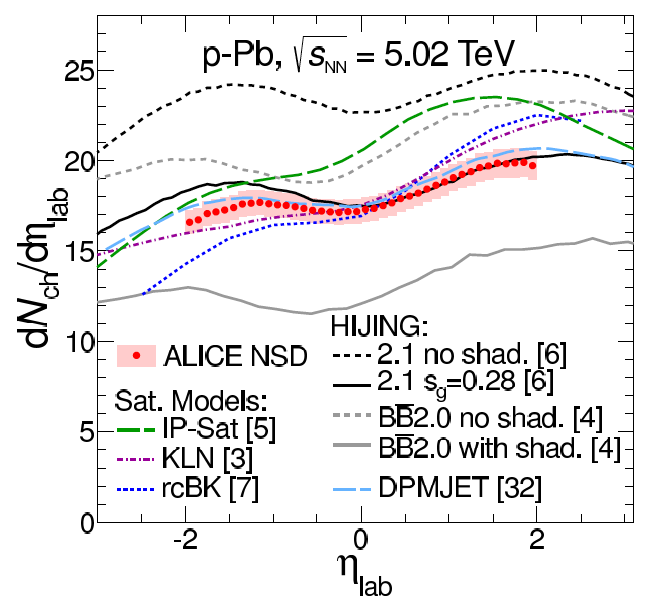 p-Pb, √sNN = 5.02 TeV
dNch/dηlab
25
20
15
10
5
0
ALICE NSD
Sat. Models:
IP-Sat [5]
KLN [3]
rcBK [7]
HIJING:
2.1 no shad. [6]
2.1 sg=0.28 [6]
BB̅2.0 no shad. [4]
BB̅2.0 with shad. [4]
DPMJET [32]
-2 0 2
ηlab